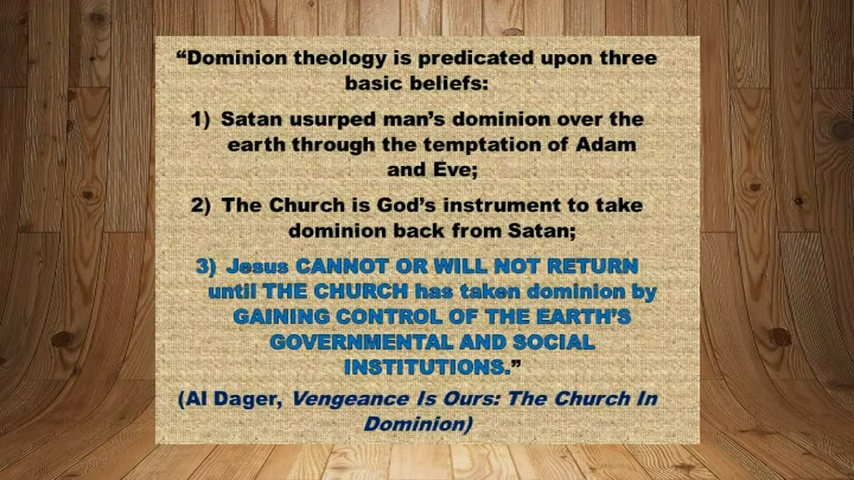 “Dominion theology is predicated upon three
basic beliefs:
1) Satan usurped man’s dominion over the
earth through the temptation of Adam
and Eve;
2) The Church is God’s instrument to take
dominion back from Satan;
3) Jesus CANNOT OR WILL NOT RETURN
until THE CHURCH has taken dominion by
GAINING CONTROL OF THE EARTH’S
GOVERNMENTAL AND SOCIAL
INSTITUTIONS.”
(Al Dager, Vengeance Is Ours: The Church In
Dominion)